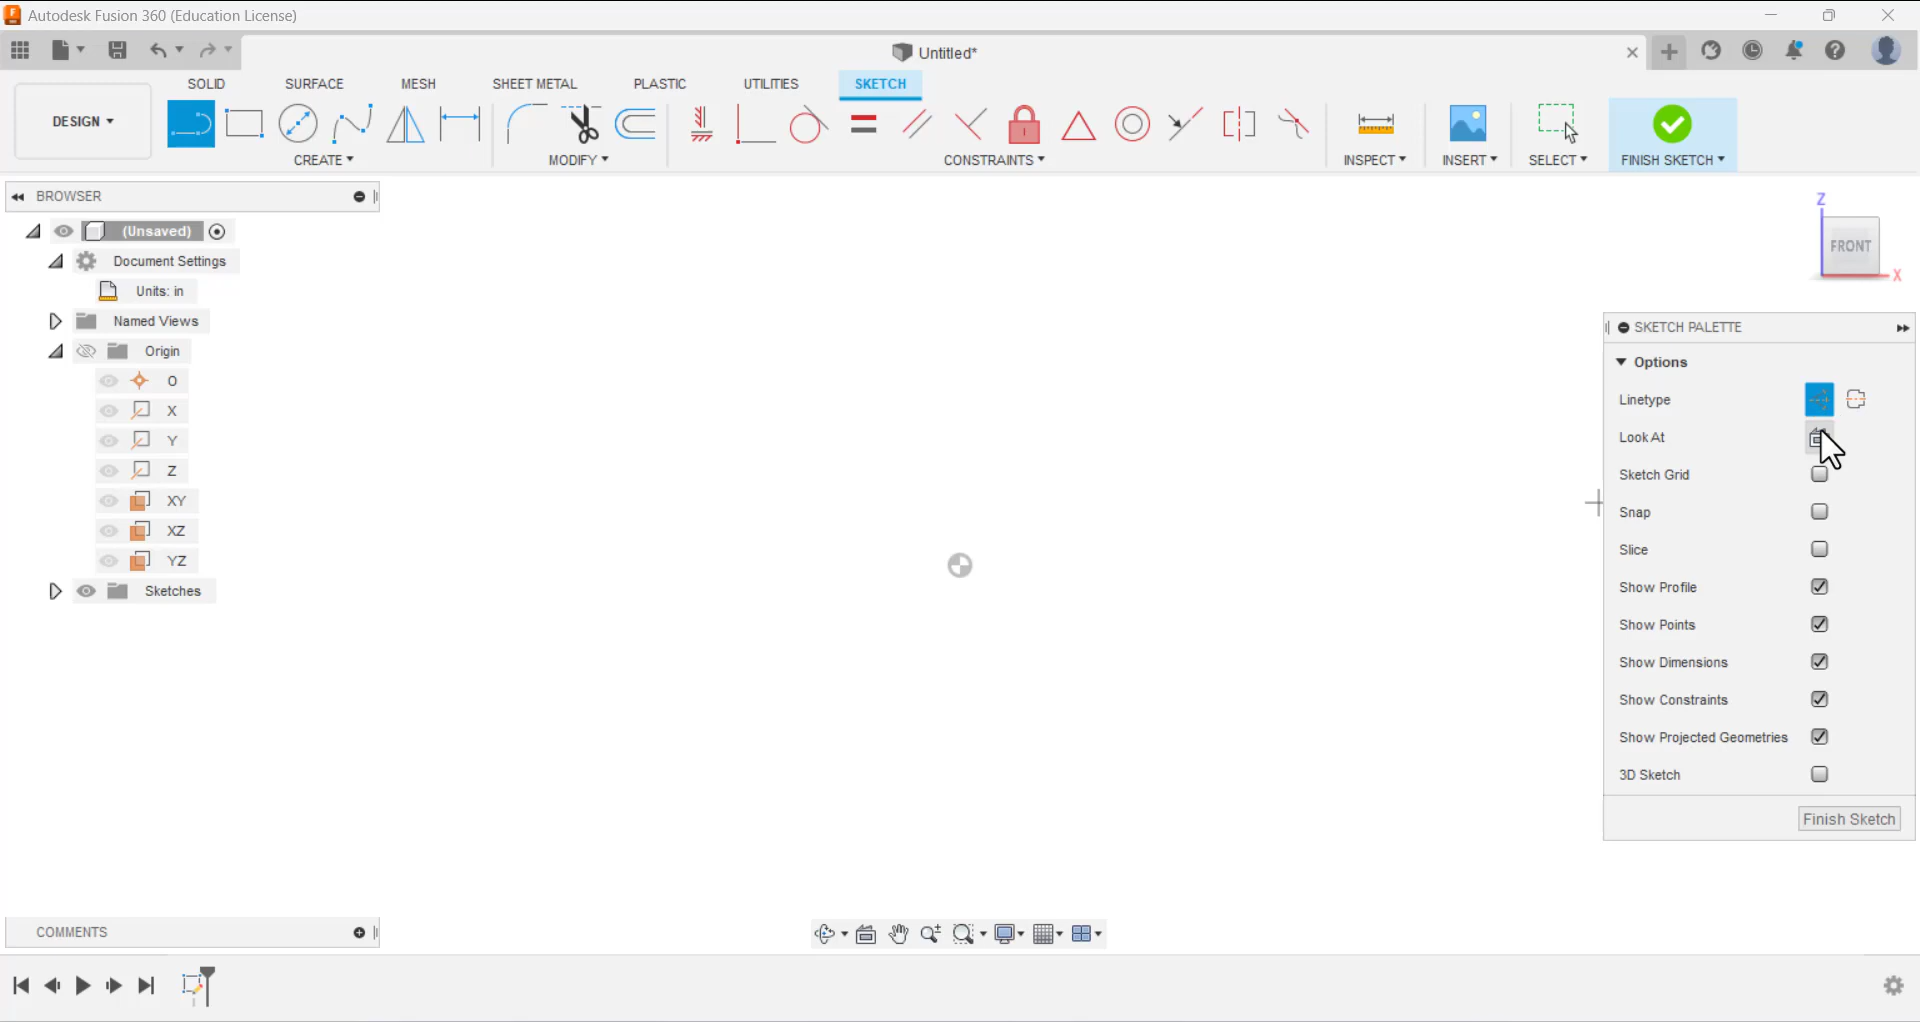 Autodesk Fusion 360 (Education License)
Untitled*
SOLID SURFACE MESH SHEET METAL PLASTIC UTILITIES SKETCH
DESIGN
CREATE MODIFY CONSTRAINTS INSPECT INSERT SELECT FINISH SKETCH
BROWSER
(Unsaved)
Document Settings
Units: in
Named Views
Origin
O
X
Y
Z
XY
XZ
YZ
Sketches
Z
FRONT
X
SKETCH PALETTE
Options
Linetype
Look At
Sketch Grid
Snap
Slice
Show Profile
Show Points
Show Dimensions
Show Constraints
Show Projected Geometries
3D Sketch
Finish Sketch
COMMENTS